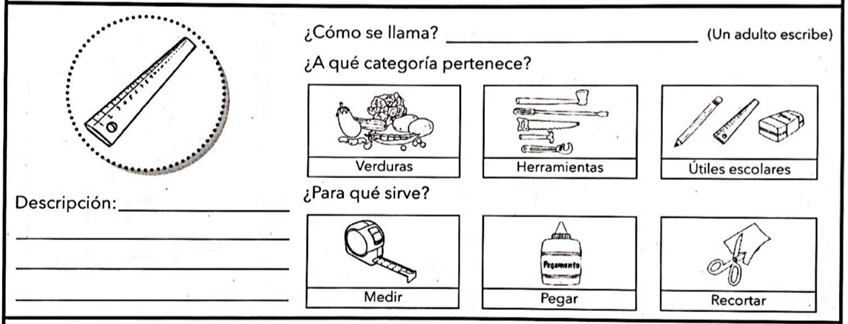 ¿Cómo se llama? (Un adulto escribe)
¿A qué categoría pertenece?
Verduras
Herramientas
Útiles escolares
¿Para qué sirve?
Descripción:
Pegamento
Medir
Pegar
Recortar